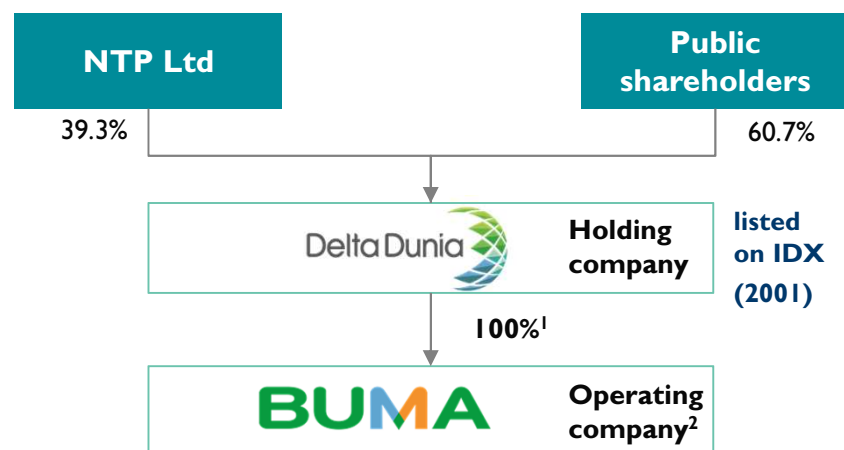 NTP Ltd
Public
shareholders
39.3%
60.7%
Delta Dunia
Holding
company
listed
on IDX
(2001)
100%¹
BUMA
Operating
company²